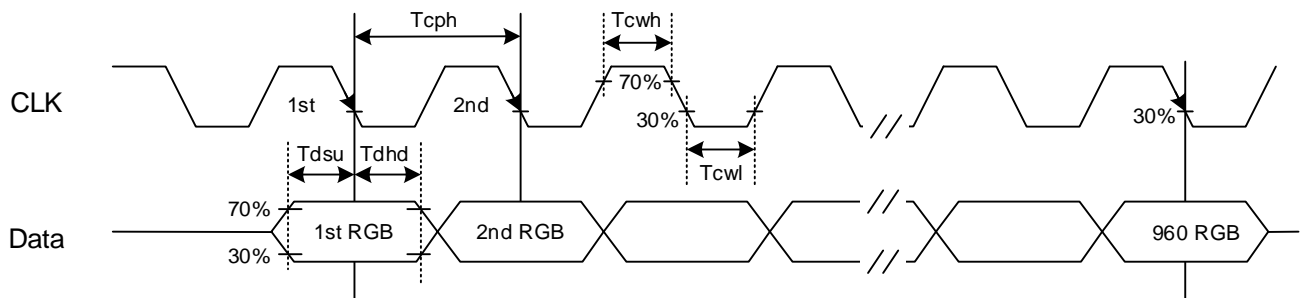 Tcph
Tcwh
CLK
1st
2nd
70%
30%
30%
Tdsu
Tdhd
Tcwl
70%
Data
1st RGB
2nd RGB
960 RGB
30%